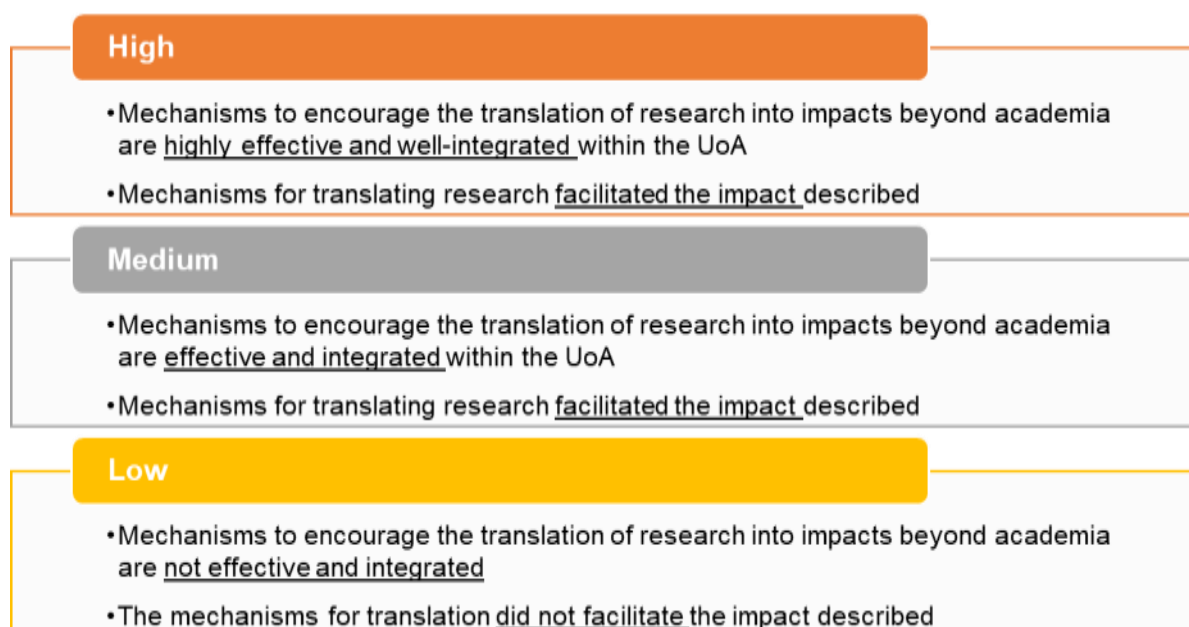 High
•Mechanisms to encourage the translation of research into impacts beyond academia
are highly effective and well-integrated within the UoA
•Mechanisms for translating research facilitated the impact described
Medium
•Mechanisms to encourage the translation of research into impacts beyond academia
are effective and integrated within the UoA
•Mechanisms for translating research facilitated the impact described
Low
•Mechanisms to encourage the translation of research into impacts beyond academia
are not effective and integrated
•The mechanisms for translation did not facilitate the impact described